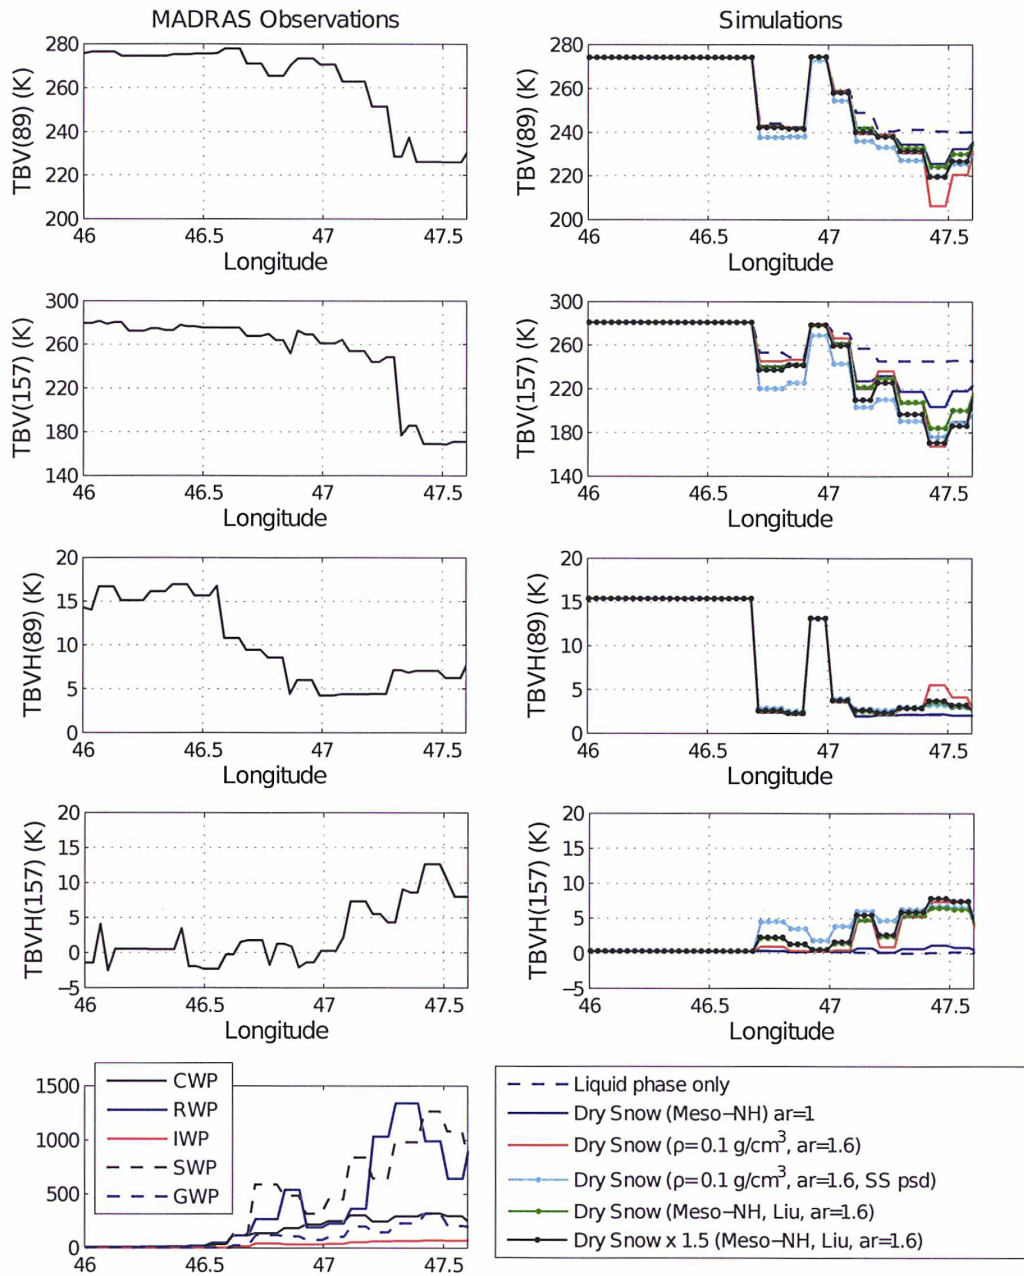 MADRAS Observations
Simulations
TBV(89) (K)
280
260
240
220
200
46
46.5
47
47.5
Longitude
TBV(89) (K)
280
260
240
220
200
46
46.5
47
47.5
Longitude
TBV(157) (K)
300
260
220
180
140
46
46.5
47
47.5
Longitude
TBV(157) (K)
300
260
220
180
140
46
46.5
47
47.5
Longitude
TBVH(89) (K)
20
15
10
5
0
46
46.5
47
47.5
Longitude
TBVH(89) (K)
20
15
10
5
0
46
46.5
47
47.5
Longitude
TBVH(157) (K)
20
15
10
5
0
−5
46
46.5
47
47.5
Longitude
TBVH(157) (K)
20
15
10
5
0
−5
46
46.5
47
47.5
Longitude
1500
1000
500
0
46
46.5
47
47.5
CWP
RWP
IWP
SWP
GWP
Liquid phase only
Dry Snow (Meso−NH) ar=1
Dry Snow (ρ=0.1 g/cm³, ar=1.6)
Dry Snow (ρ=0.1 g/cm³, ar=1.6, SS psd)
Dry Snow (Meso−NH, Liu, ar=1.6)
Dry Snow x 1.5 (Meso−NH, Liu, ar=1.6)